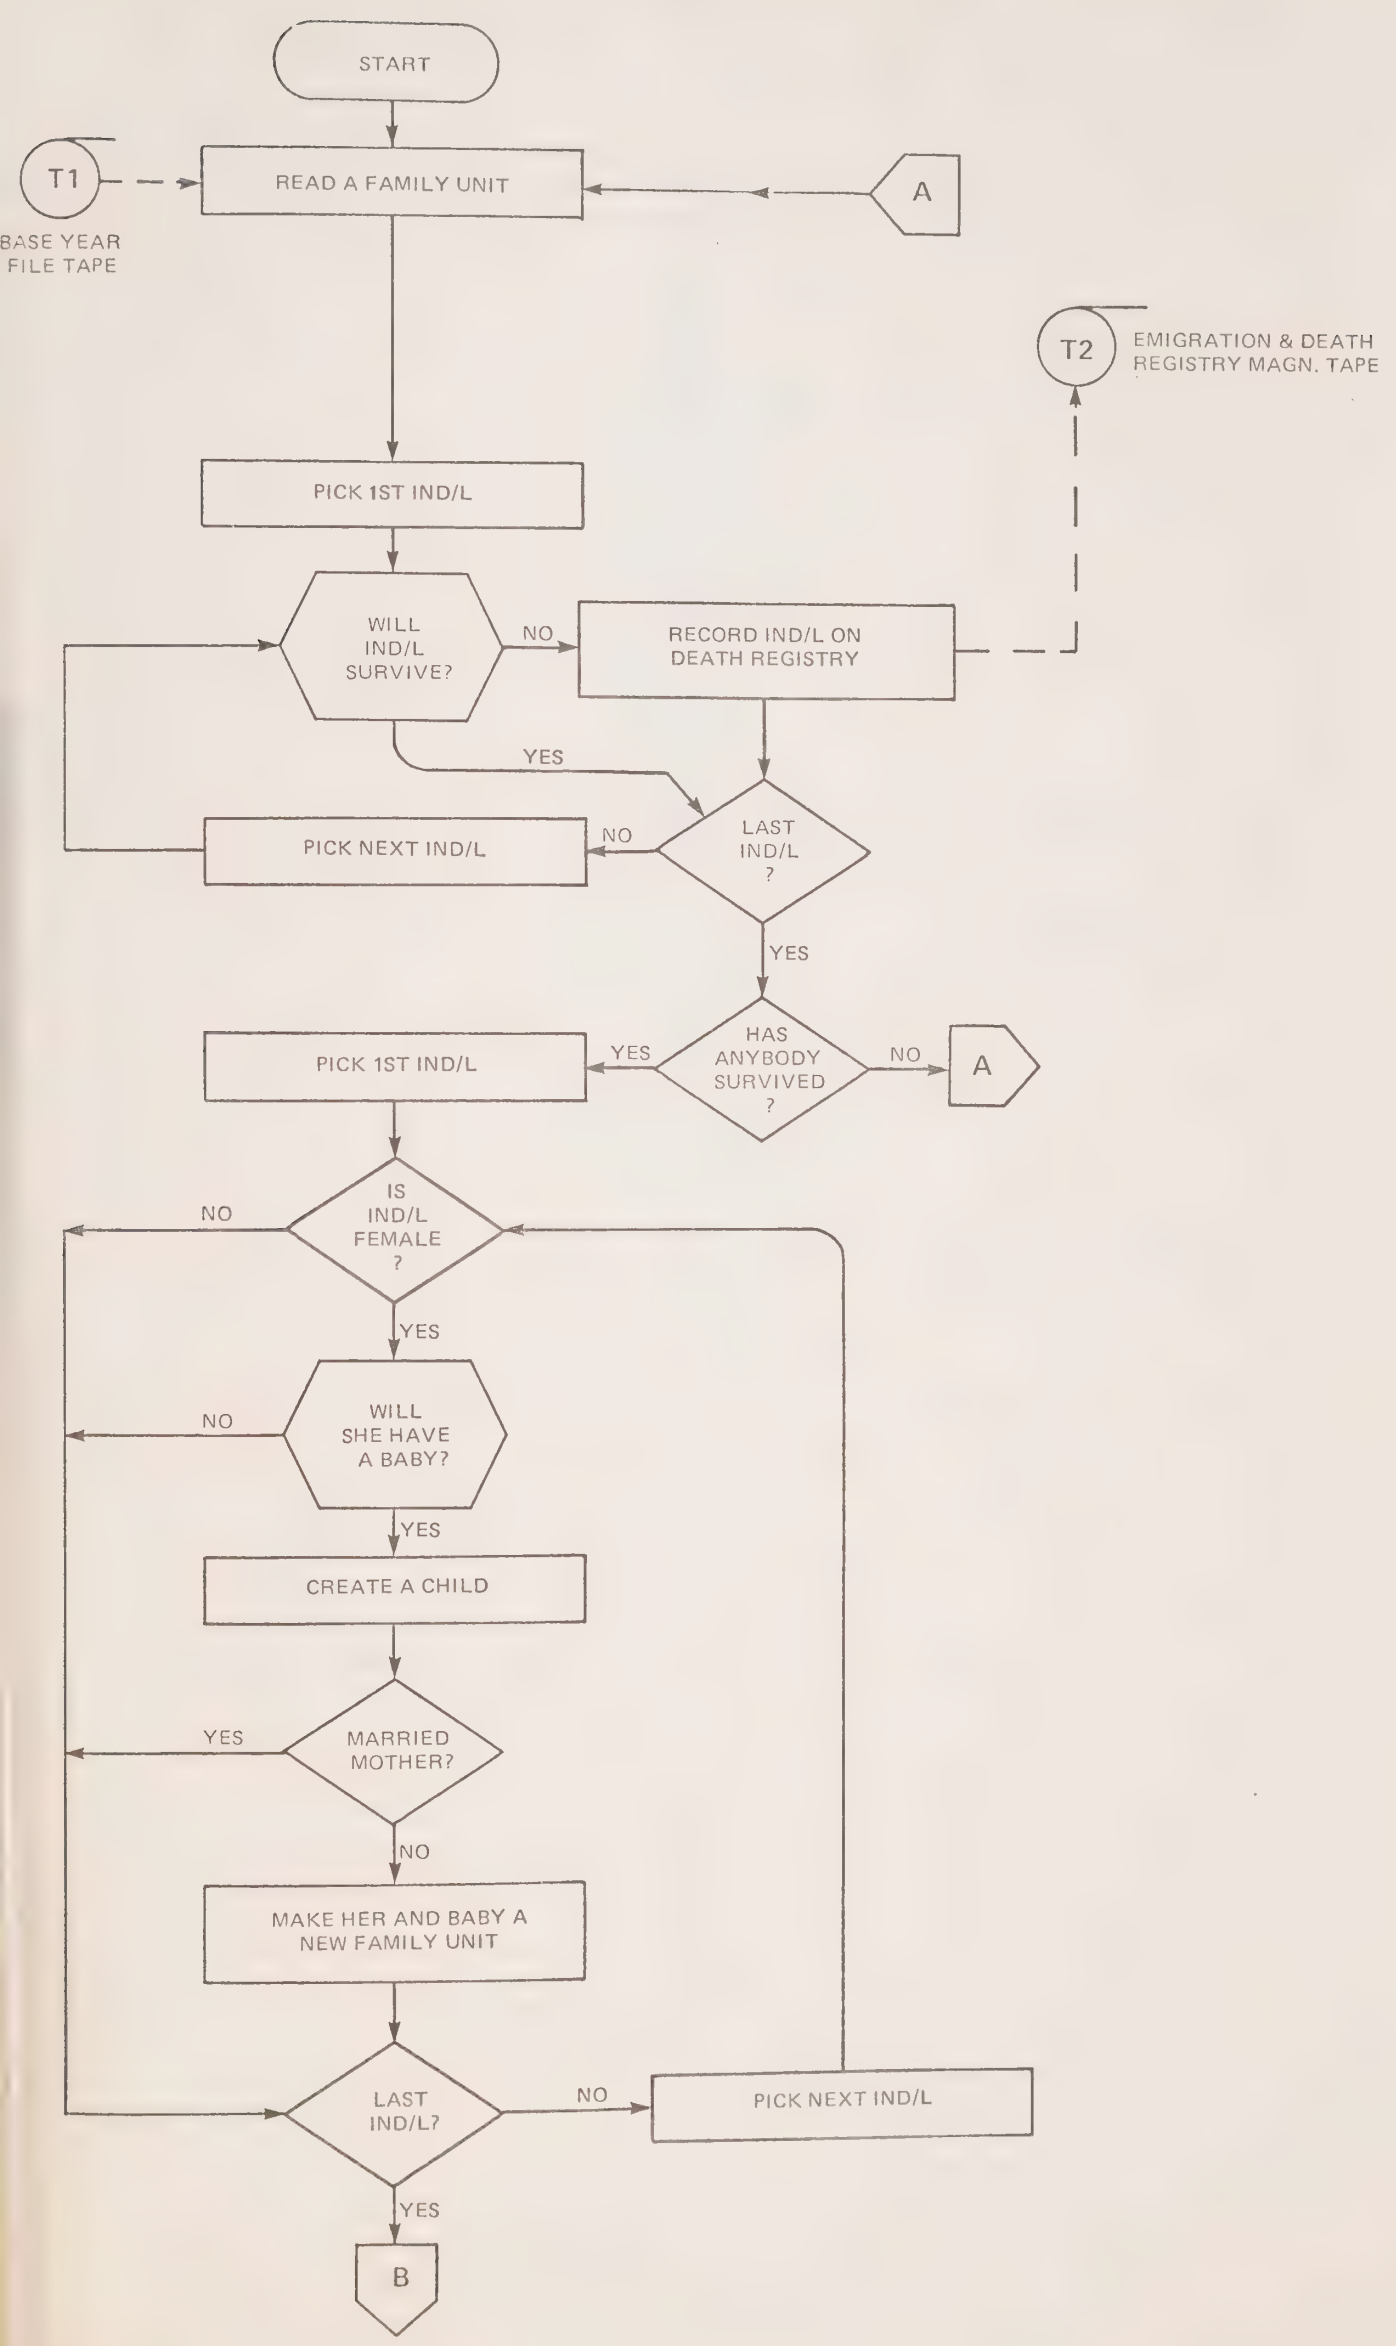 START
T1
READ A FAMILY UNIT
A
BASE YEAR
FILE TAPE
T2
EMIGRATION & DEATH
REGISTRY MAGN. TAPE
PICK 1ST IND/L
WILL
IND/L
SURVIVE?
NO
RECORD IND/L ON
DEATH REGISTRY
YES
PICK NEXT IND/L
NO
LAST
IND/L
?
YES
PICK 1ST IND/L
YES
HAS
ANYBODY
SURVIVED
?
NO
A
NO
IS
IND/L
FEMALE
?
YES
NO
WILL
SHE HAVE
A BABY?
YES
CREATE A CHILD
YES
MARRIED
MOTHER?
NO
MAKE HER AND BABY A
NEW FAMILY UNIT
LAST
IND/L?
NO
PICK NEXT IND/L
YES
B